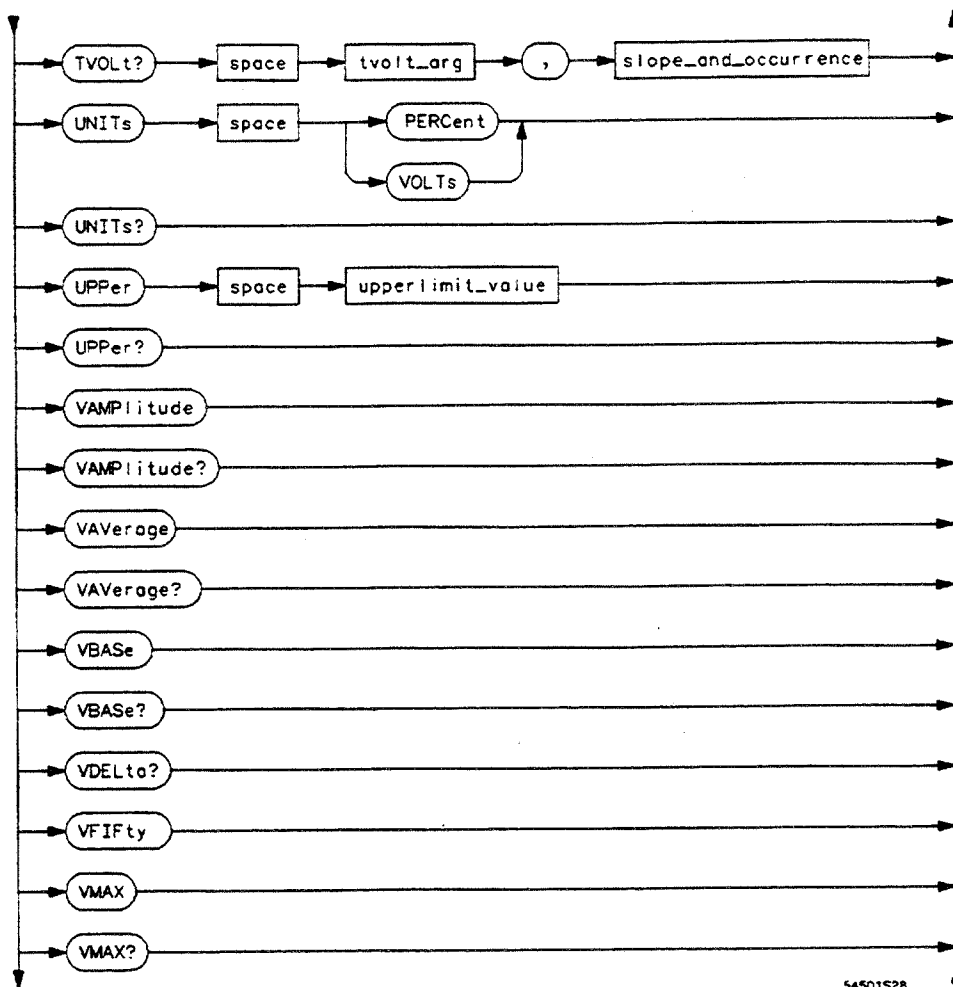 TVOLt? space tvolt_arg , slope_and_occurrence
UNITs space PERCent
VOLTs
UNITs?
UPPer space upperlimit_value
UPPer?
VAMPlitude
VAMPlitude?
VAVerage
VAVerage?
VBASe
VBASe?
VDELta?
VFIFty
VMAX
VMAX?
54501S28